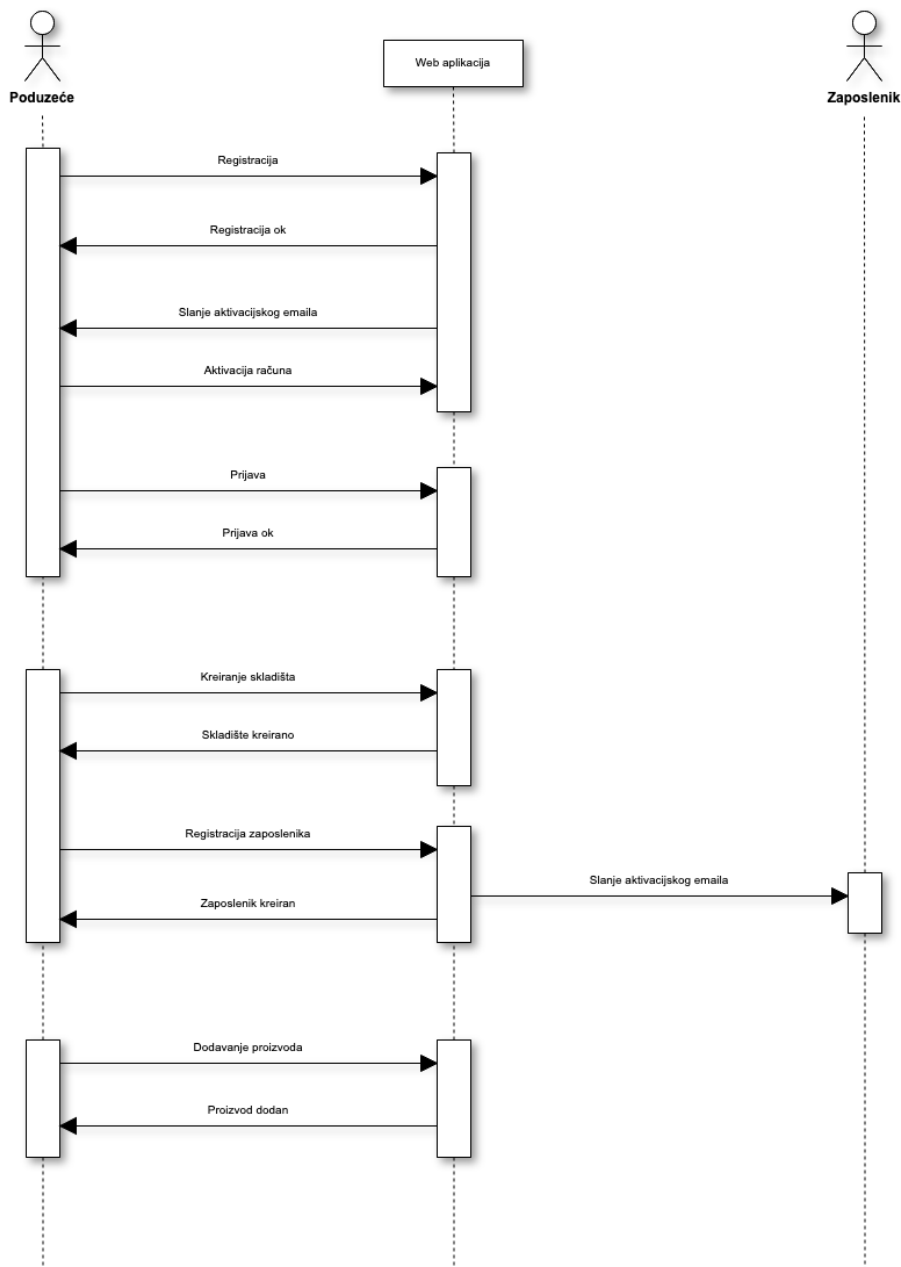 Poduzeće
Web aplikacija
Zaposlenik
Registracija
Registracija ok
Slanje aktivacijskog emaila
Aktivacija računa
Prijava
Prijava ok
Kreiranje skladišta
Skladište kreirano
Registracija zaposlenika
Slanje aktivacijskog emaila
Zaposlenik kreiran
Dodavanje proizvoda
Proizvod dodan